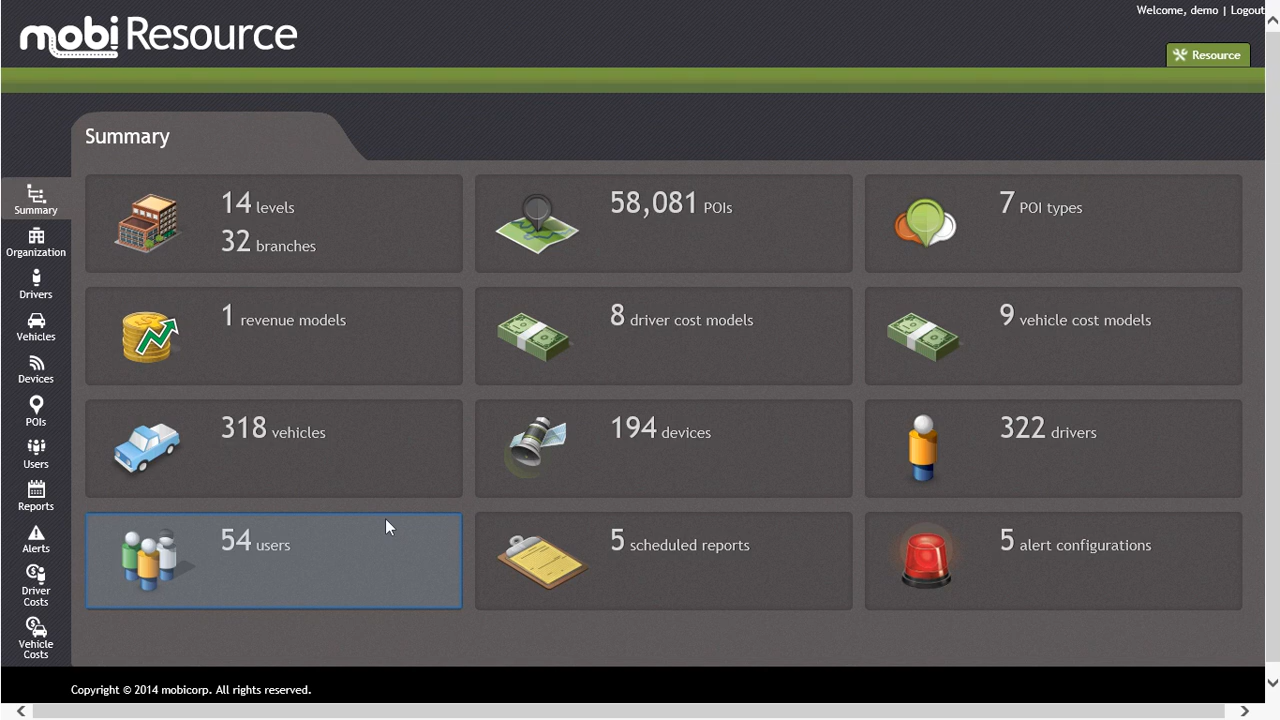 Welcome, demo | Logout
mobi Resource
Resource
Summary
14 levels
32 branches
58,081 POIs
7 POI types
1 revenue models
8 driver cost models
9 vehicle cost models
318 vehicles
194 devices
322 drivers
54 users
5 scheduled reports
5 alert configurations
Summary
Organization
Drivers
Vehicles
Devices
POIs
Users
Reports
Alerts
Driver
Costs
Vehicle
Costs
Copyright © 2014 mobicorp. All rights reserved.